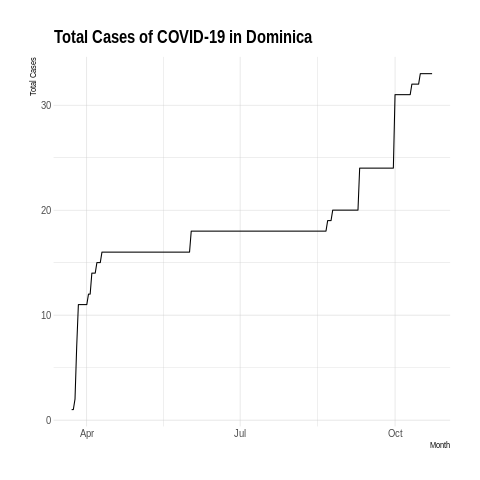 Total Cases of COVID-19 in Dominica
Total Cases
30
20
10
0
Apr
Jul
Oct
Month